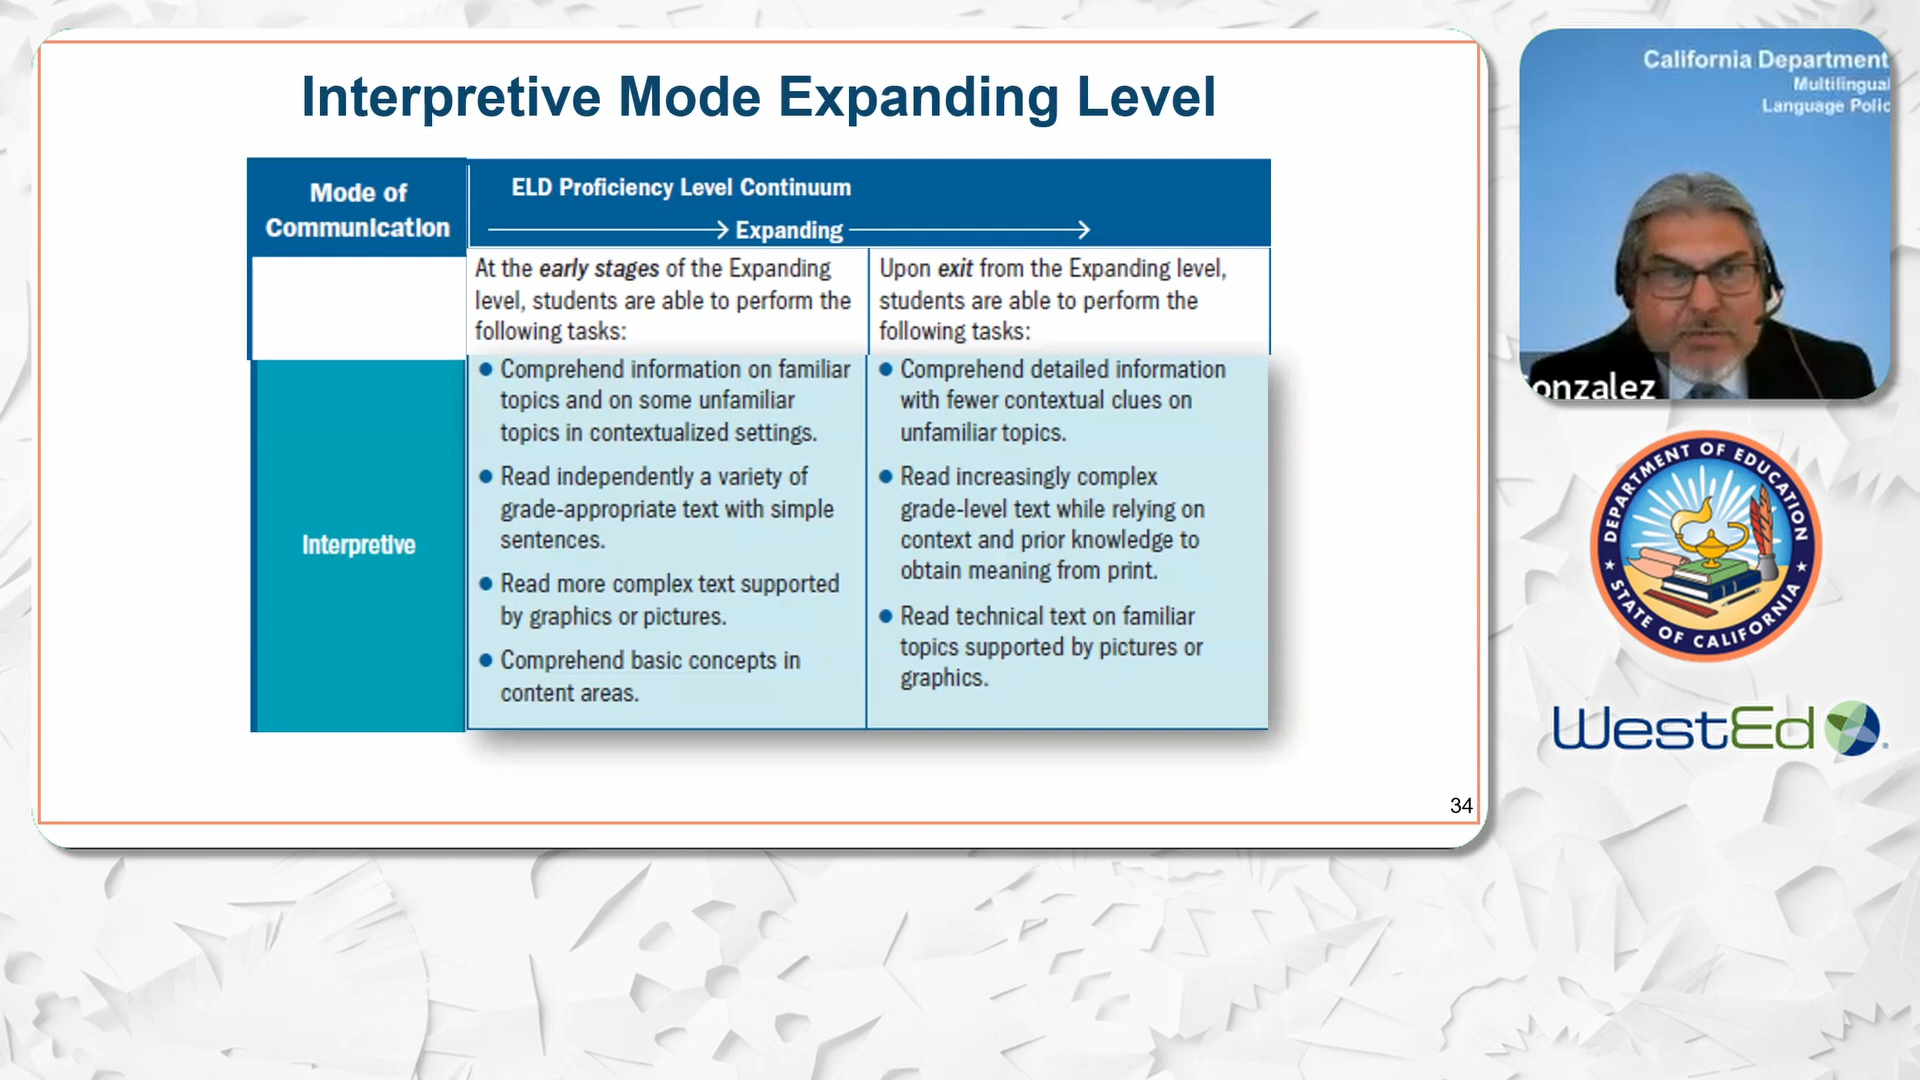 Interpretive Mode Expanding Level
Mode of
Communication
ELD Proficiency Level Continuum
Expanding
At the early stages of the Expanding
level, students are able to perform the
following tasks:
Upon exit from the Expanding level,
students are able to perform the
following tasks:
Interpretive
Comprehend information on familiar
topics and on some unfamiliar
topics in contextualized settings.
Read independently a variety of
grade-appropriate text with simple
sentences.
Read more complex text supported
by graphics or pictures.
Comprehend basic concepts in
content areas.
Comprehend detailed information
with fewer contextual clues on
unfamiliar topics.
Read increasingly complex
grade-level text while relying on
context and prior knowledge to
obtain meaning from print.
Read technical text on familiar
topics supported by pictures or
graphics.
34
California Department
Multilingual
Language Polic
onzalez
DEPARTMENT OF EDUCATION
STATE OF CALIFORNIA
WestEd